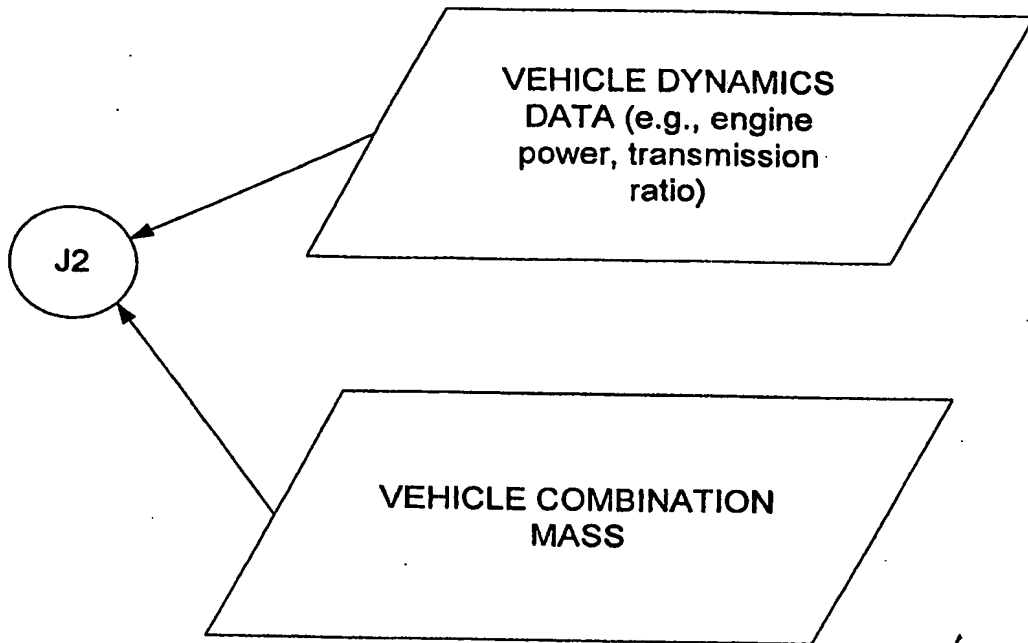 VEHICLE DYNAMICS
DATA (e.g., engine
power, transmission
ratio)
J2
VEHICLE COMBINATION
MASS